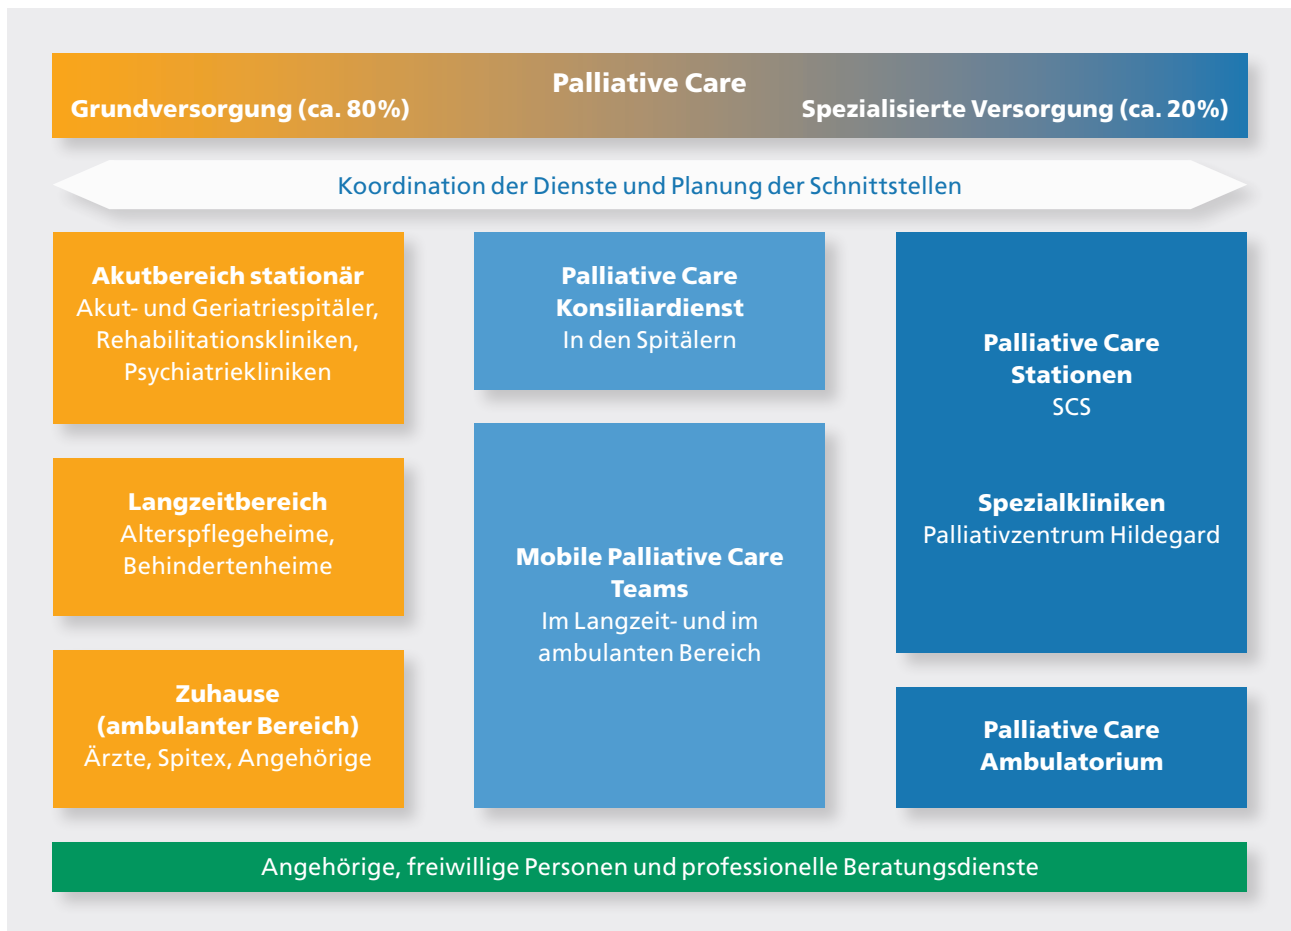 Palliative Care
Grundversorgung (ca. 80%)
Spezialisierte Versorgung (ca. 20%)
Koordination der Dienste und Planung der Schnittstellen
Akutbereich stationär
Akut- und Geriatriespitäler,
Rehabilitationskliniken,
Psychiatriekliniken
Langzeitbereich
Alterspflegeheime,
Behindertenheime
Zuhause
(ambulanter Bereich)
Ärzte, Spitex, Angehörige
Palliative Care
Konsiliardienst
In den Spitälern
Mobile Palliative Care
Teams
Im Langzeit- und im
ambulanten Bereich
Palliative Care
Stationen
SCS
Spezialkliniken
Palliativzentrum Hildegard
Palliative Care
Ambulatorium
Angehörige, freiwillige Personen und professionelle Beratungsdienste